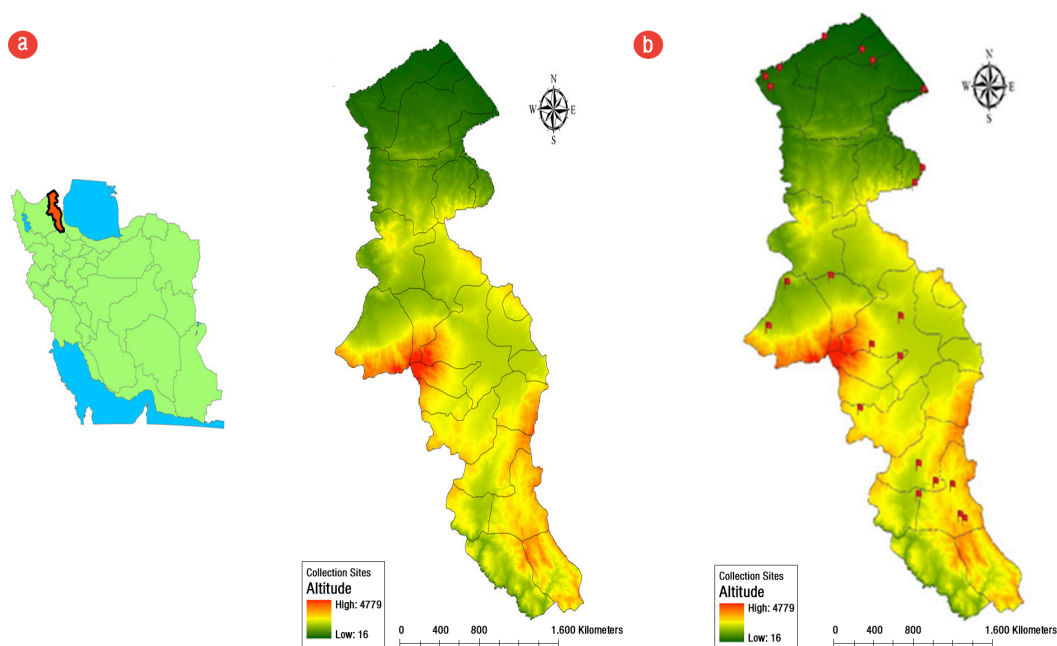 a
N
W E
S
Collection Sites
Altitude
High: 4779
Low: 16
0 400 800 1,600 Kilometers
b
N
W E
S
Collection Sites
Altitude
High: 4779
Low: 16
0 400 800 1,600 Kilometers